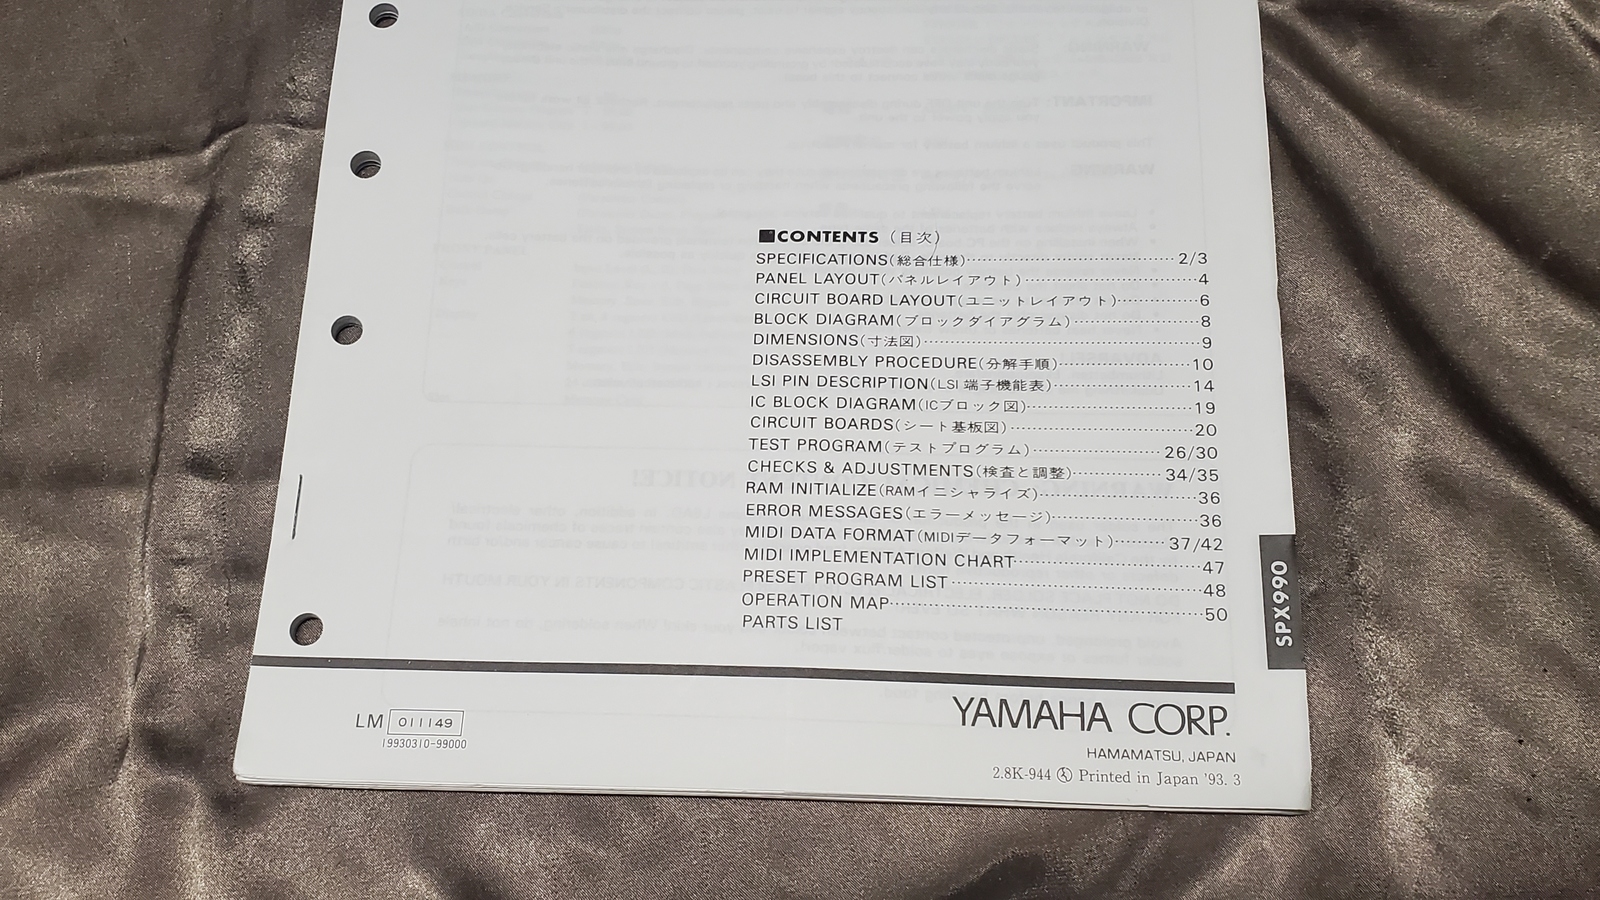 ■CONTENTS（目次）
SPECIFICATIONS(総合仕様)································2/3
PANEL LAYOUT(パネルレイアウト)································4
CIRCUIT BOARD LAYOUT(ユニットレイアウト)···············6
BLOCK DIAGRAM(ブロックダイアグラム)·······················8
DIMENSIONS(寸法図)················································9
DISASSEMBLY PROCEDURE(分解手順)························10
LSI PIN DESCRIPTION(LSI 端子機能表)·························14
IC BLOCK DIAGRAM(ICブロック図)······························19
CIRCUIT BOARDS(シート基板図)·································20
TEST PROGRAM(テストプログラム)·························26/30
CHECKS & ADJUSTMENTS(検査と調整)···················34/35
RAM INITIALIZE(RAMイニシャライズ)···························36
ERROR MESSAGES(エラーメッセージ)·························36
MIDI DATA FORMAT(MIDIデータフォーマット)········37/42
MIDI IMPLEMENTATION CHART·································47
PRESET PROGRAM LIST············································48
OPERATION MAP······················································50
PARTS LIST
SPX990
YAMAHA CORP.
LM 011149
19930310-99000
HAMAMATSU, JAPAN
2.8K-944 Printed in Japan '93. 3